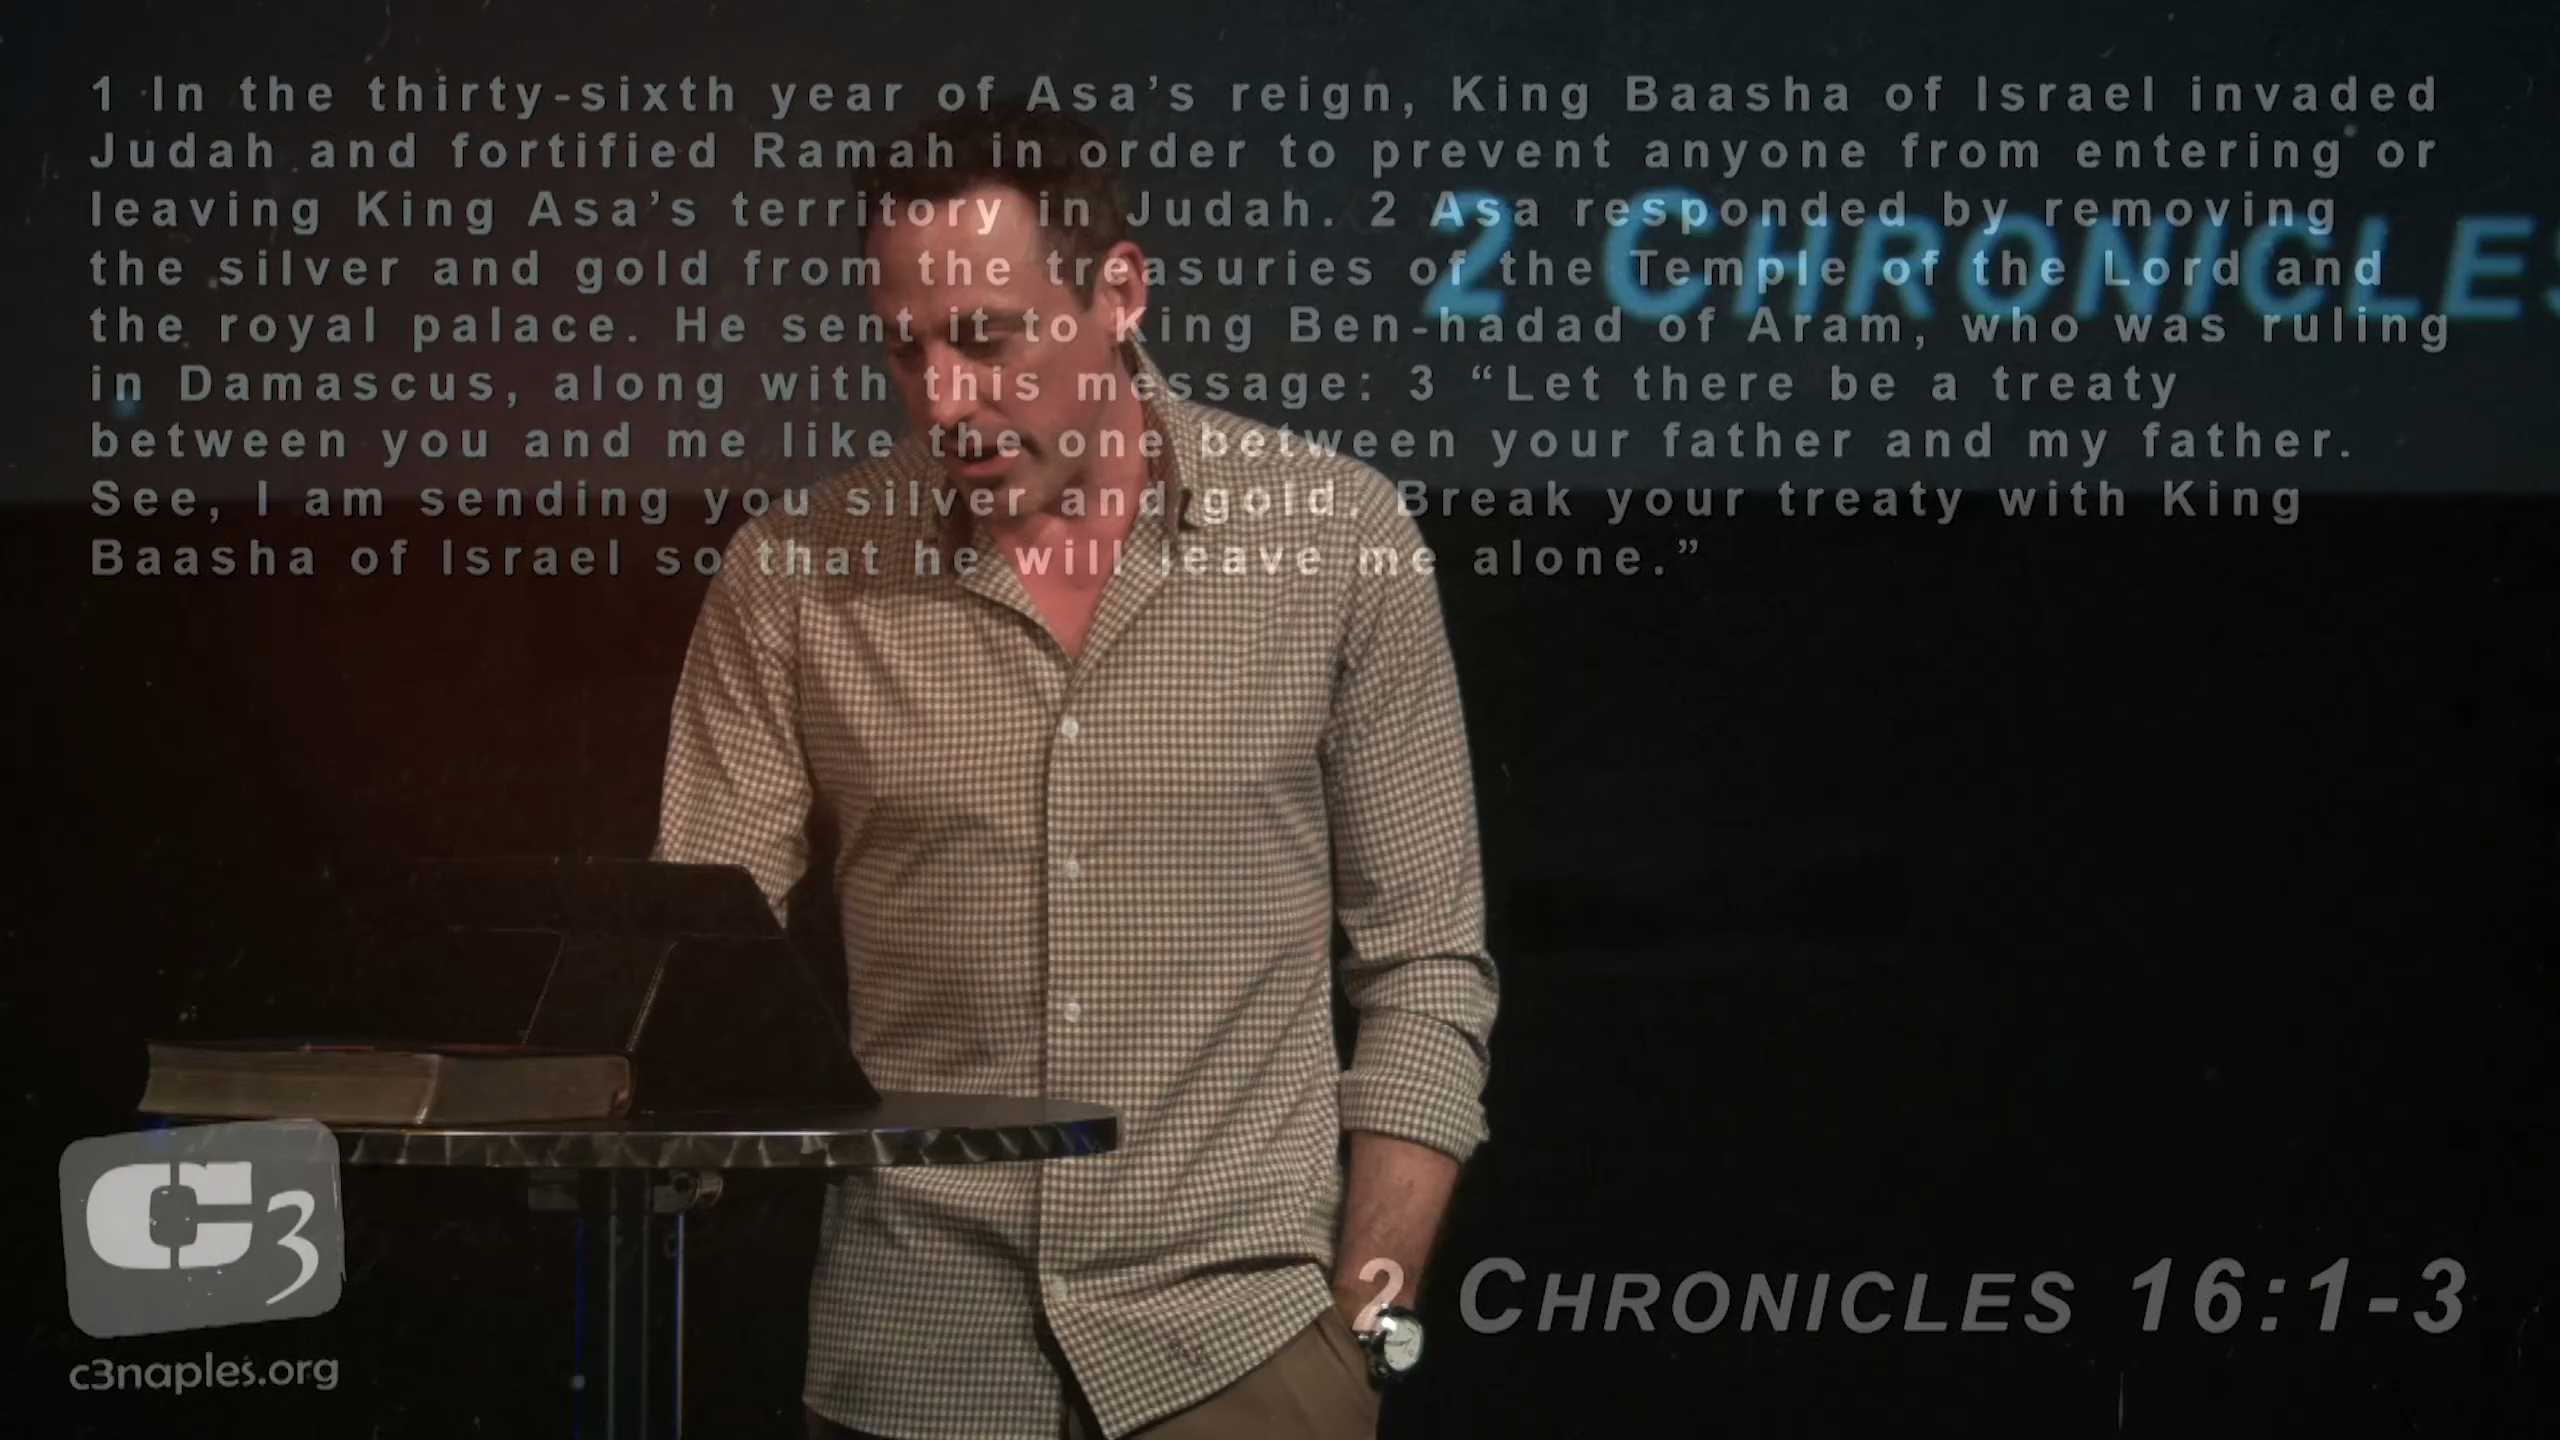 1 In the thirty-sixth year of Asa’s reign, King Baasha of Israel invaded
Judah and fortified Ramah in order to prevent anyone from entering or
leaving King Asa’s territory in Judah. 2 Asa responded by removing
the silver and gold from the treasuries of the Temple of the Lord and
the royal palace. He sent it to King Ben-hadad of Aram, who was ruling
in Damascus, along with this message: 3 “Let there be a treaty
between you and me like the one between your father and my father.
See, I am sending you silver and gold. Break your treaty with King
Baasha of Israel so that he will leave me alone.”
2 CHRONICLES
C3
c3naples.org
2 CHRONICLES 16:1-3